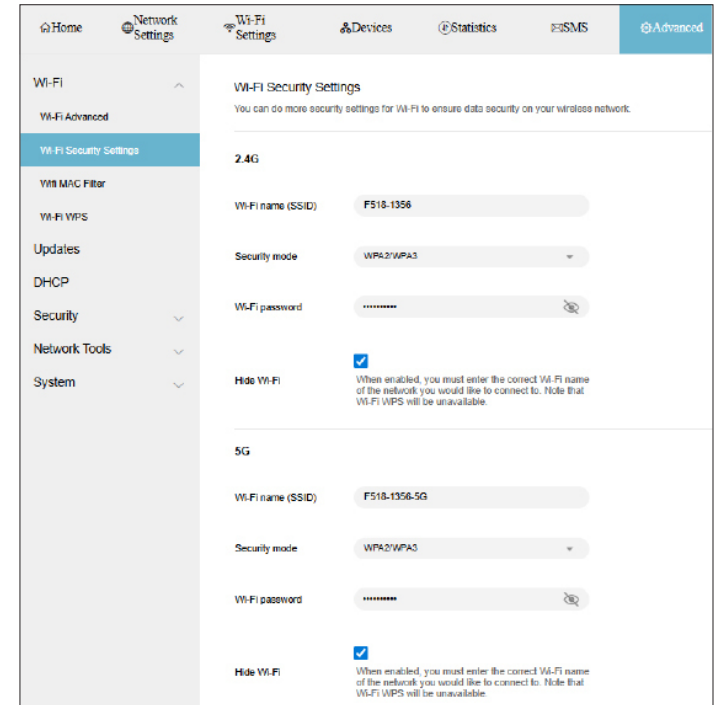 Home
Network
Settings
Wi-Fi
Settings
Devices
Statistics
SMS
Advanced
Wi-Fi
Wi-Fi Advanced
Wi-Fi Security Settings
Wifi MAC Filter
Wi-Fi WPS
Updates
DHCP
Security
Network Tools
System
Wi-Fi Security Settings
You can do more security settings for Wi-Fi to ensure data security on your wireless network.
2.4G
Wi-Fi name (SSID)
F518-1356
Security mode
WPA2/WPA3
Wi-Fi password
••••••••••
Hide Wi-Fi
When enabled, you must enter the correct Wi-Fi name
of the network you would like to connect to. Note that
Wi-Fi WPS will be unavailable.
5G
Wi-Fi name (SSID)
F518-1356-5G
Security mode
WPA2/WPA3
Wi-Fi password
••••••••••
Hide Wi-Fi
When enabled, you must enter the correct Wi-Fi name
of the network you would like to connect to. Note that
Wi-Fi WPS will be unavailable.